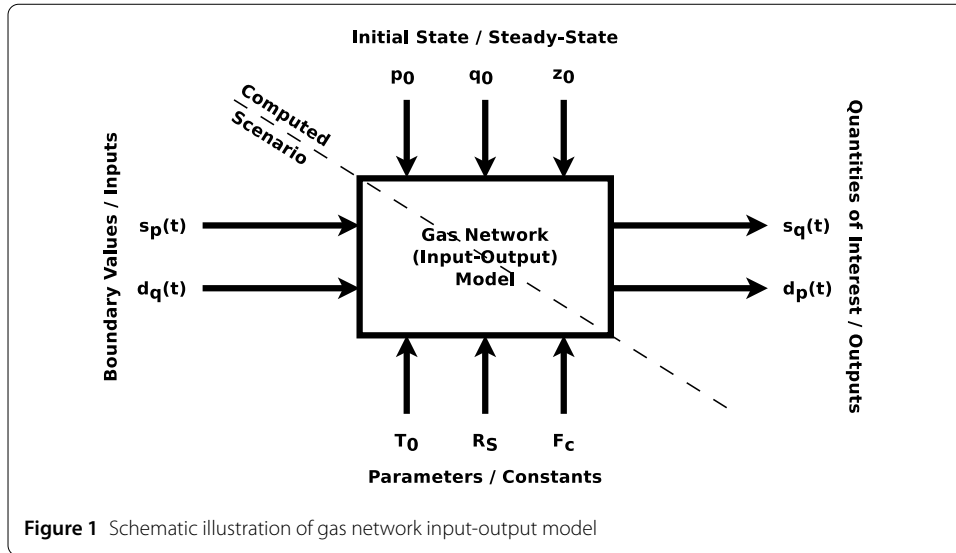 Initial State / Steady-State
p0 q0 z0
Computed
Scenario
Boundary Values / Inputs
sp(t)
dq(t)
Gas Network
(Input-Output)
Model
sq(t)
dp(t)
Quantities of Interest / Outputs
T0 RS Fc
Parameters / Constants
Figure 1 Schematic illustration of gas network input-output model